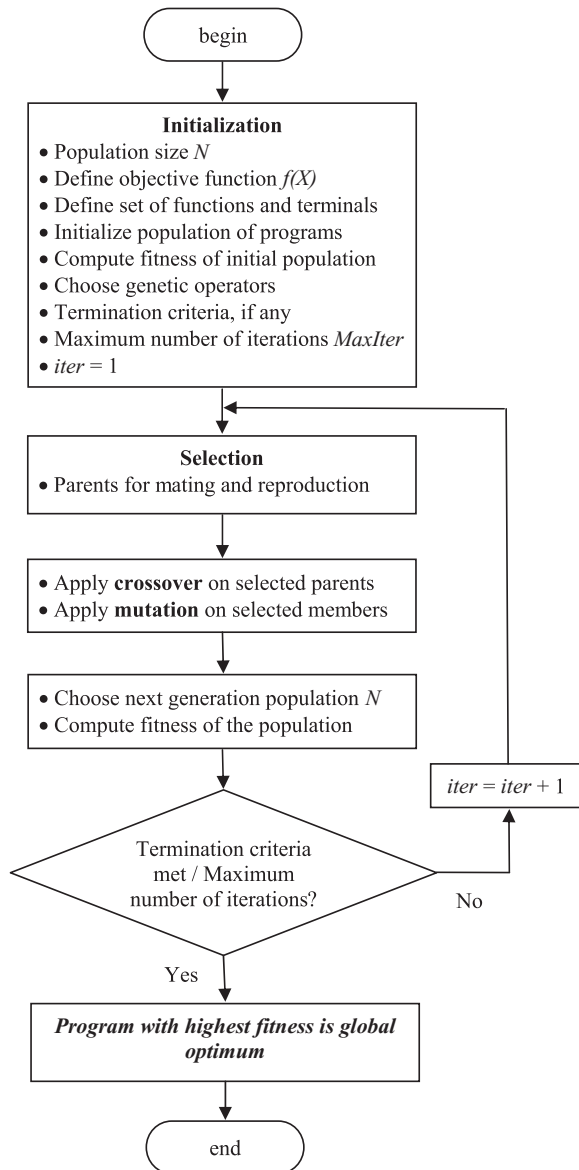 begin
Initialization
• Population size N
• Define objective function f(X)
• Define set of functions and terminals
• Initialize population of programs
• Compute fitness of initial population
• Choose genetic operators
• Termination criteria, if any
• Maximum number of iterations MaxIter
• iter = 1
Selection
• Parents for mating and reproduction
• Apply crossover on selected parents
• Apply mutation on selected members
• Choose next generation population N
• Compute fitness of the population
iter = iter + 1
Termination criteria
met / Maximum
number of iterations?
No
Yes
Program with highest fitness is global
optimum
end